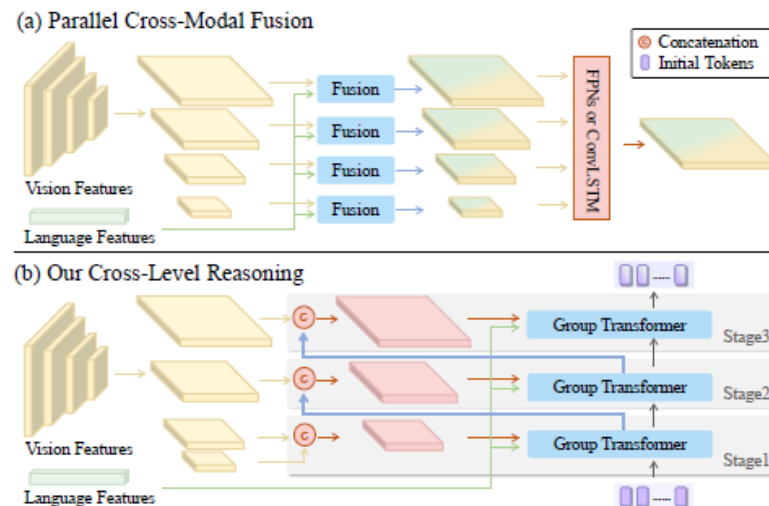 (a) Parallel Cross-Modal Fusion
C Concatenation
Initial Tokens
Fusion
Fusion
Fusion
Fusion
FPNs or ConvLSTM
Vision Features
Language Features
(b) Our Cross-Level Reasoning
......
C
Group Transformer
Stage3
C
Group Transformer
Stage2
C
Group Transformer
Stage1
Vision Features
Language Features
......